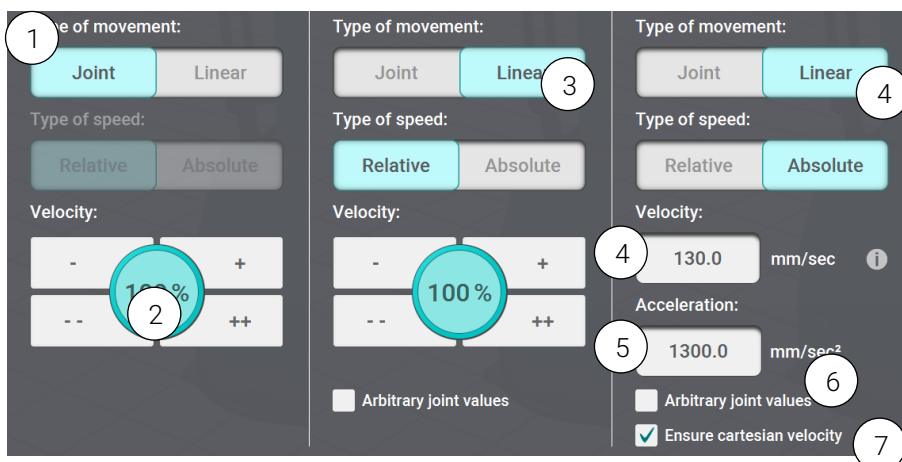 1
Type of movement:
Joint
Linear
Type of speed:
Relative
Absolute
Velocity:
-
+
100 %
2
- -
++
Type of movement:
Joint
Linear
3
Type of speed:
Relative
Absolute
Velocity:
-
+
100 %
- -
++
Arbitrary joint values
Type of movement:
Joint
Linear
4
Type of speed:
Relative
Absolute
Velocity:
4
130.0
mm/sec
i
Acceleration:
5
1300.0
mm/sec²
6
Arbitrary joint values
Ensure cartesian velocity
7